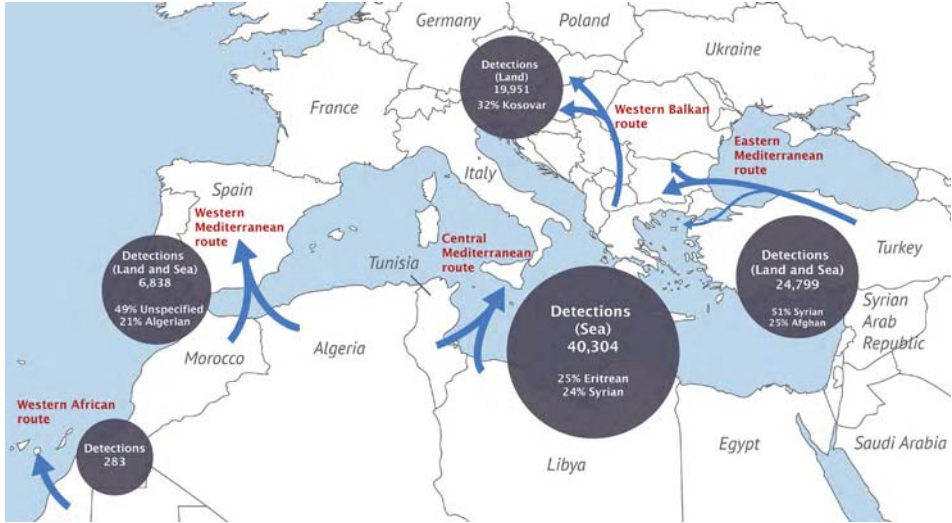 Germany
Poland
Ukraine
Detections
(Land)
19,951
32% Kosovar
France
Western Balkan
route
Eastern
Mediterranean
route
Italy
Spain
Western
Mediterranean
route
Central
Mediterranean
route
Turkey
Detections
(Land and Sea)
6,838
49% Unspecified
21% Algerian
Tunisia
Detections
(Land and Sea)
24,799
51% Syrian
25% Afghan
Detections
(Sea)
40,304
25% Eritrean
24% Syrian
Syrian
Arab
Republic
Morocco
Algeria
Western African
route
Detections
283
Libya
Egypt
Saudi Arabia